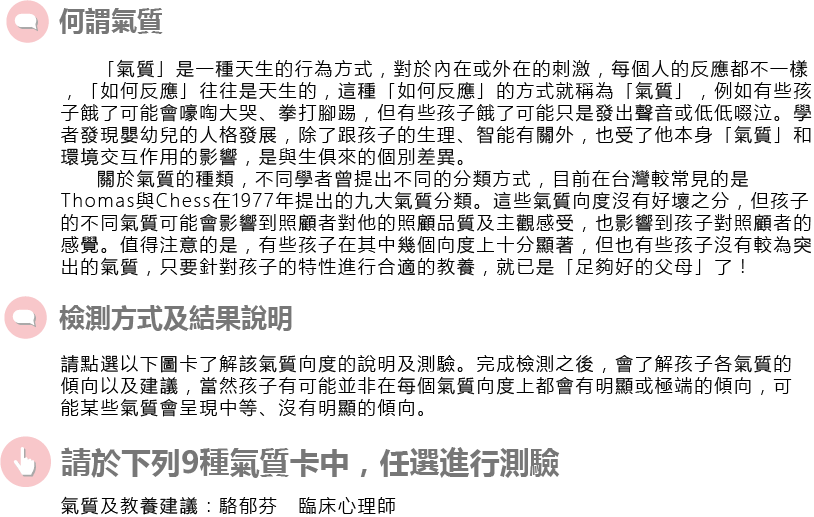 何謂氣質
「氣質」是一種天生的行為方式，對於內在或外在的刺激，每個人的反應都不一樣
，「如何反應」往往是天生的，這種「如何反應」的方式就稱為「氣質」，例如有些孩
子餓了可能會嚎啕大哭、拳打腳踢，但有些孩子餓了可能只是發出聲音或低低啜泣。學
者發現嬰幼兒的人格發展，除了跟孩子的生理、智能有關外，也受了他本身「氣質」和
環境交互作用的影響，是與生俱來的個別差異。
關於氣質的種類，不同學者曾提出不同的分類方式，目前在台灣較常見的是
Thomas與Chess在1977年提出的九大氣質分類。這些氣質向度沒有好壞之分，但孩子
的不同氣質可能會影響到照顧者對他的照顧品質及主觀感受，也影響到孩子對照顧者的
感覺。值得注意的是，有些孩子在其中幾個向度上十分顯著，但也有些孩子沒有較為突
出的氣質，只要針對孩子的特性進行合適的教養，就已是「足夠好的父母」了！
檢測方式及結果說明
請點選以下圖卡了解該氣質向度的說明及測驗。完成檢測之後，會了解孩子各氣質的
傾向以及建議，當然孩子有可能並非在每個氣質向度上都會有明顯或極端的傾向，可
能某些氣質會呈現中等、沒有明顯的傾向。
請於下列9種氣質卡中，任選進行測驗
氣質及教養建議：駱郁芬　臨床心理師